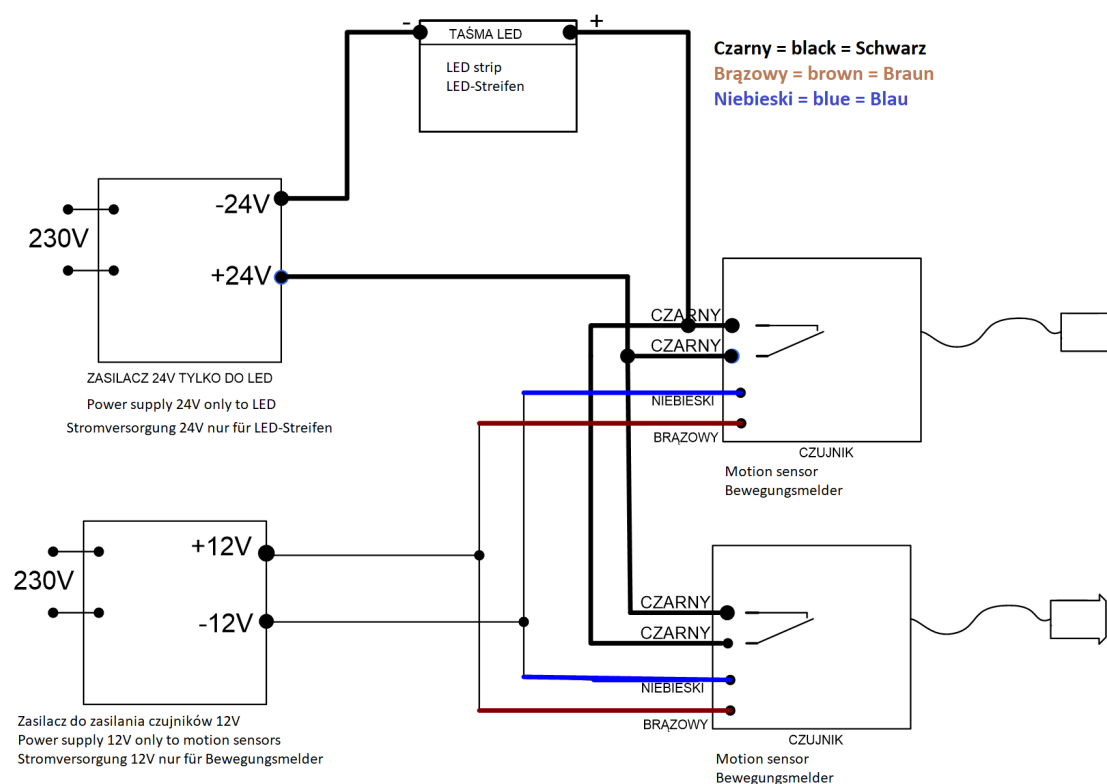 - TAŚMA LED +
LED strip
LED-Streifen
Czarny = black = Schwarz
Brązowy = brown = Braun
Niebieski = blue = Blau
-24V
230V
+24V
ZASILACZ 24V TYLKO DO LED
Power supply 24V only to LED
Stromversorgung 24V nur für LED-Streifen
CZARNY
CZARNY
NIEBIESKI
BRĄZOWY
CZUJNIK
Motion sensor
Bewegungsmelder
+12V
230V
-12V
Zasilacz do zasilania czujników 12V
Power supply 12V only to motion sensors
Stromversorgung 12V nur für Bewegungsmelder
CZARNY
CZARNY
NIEBIESKI
BRĄZOWY
CZUJNIK
Motion sensor
Bewegungsmelder